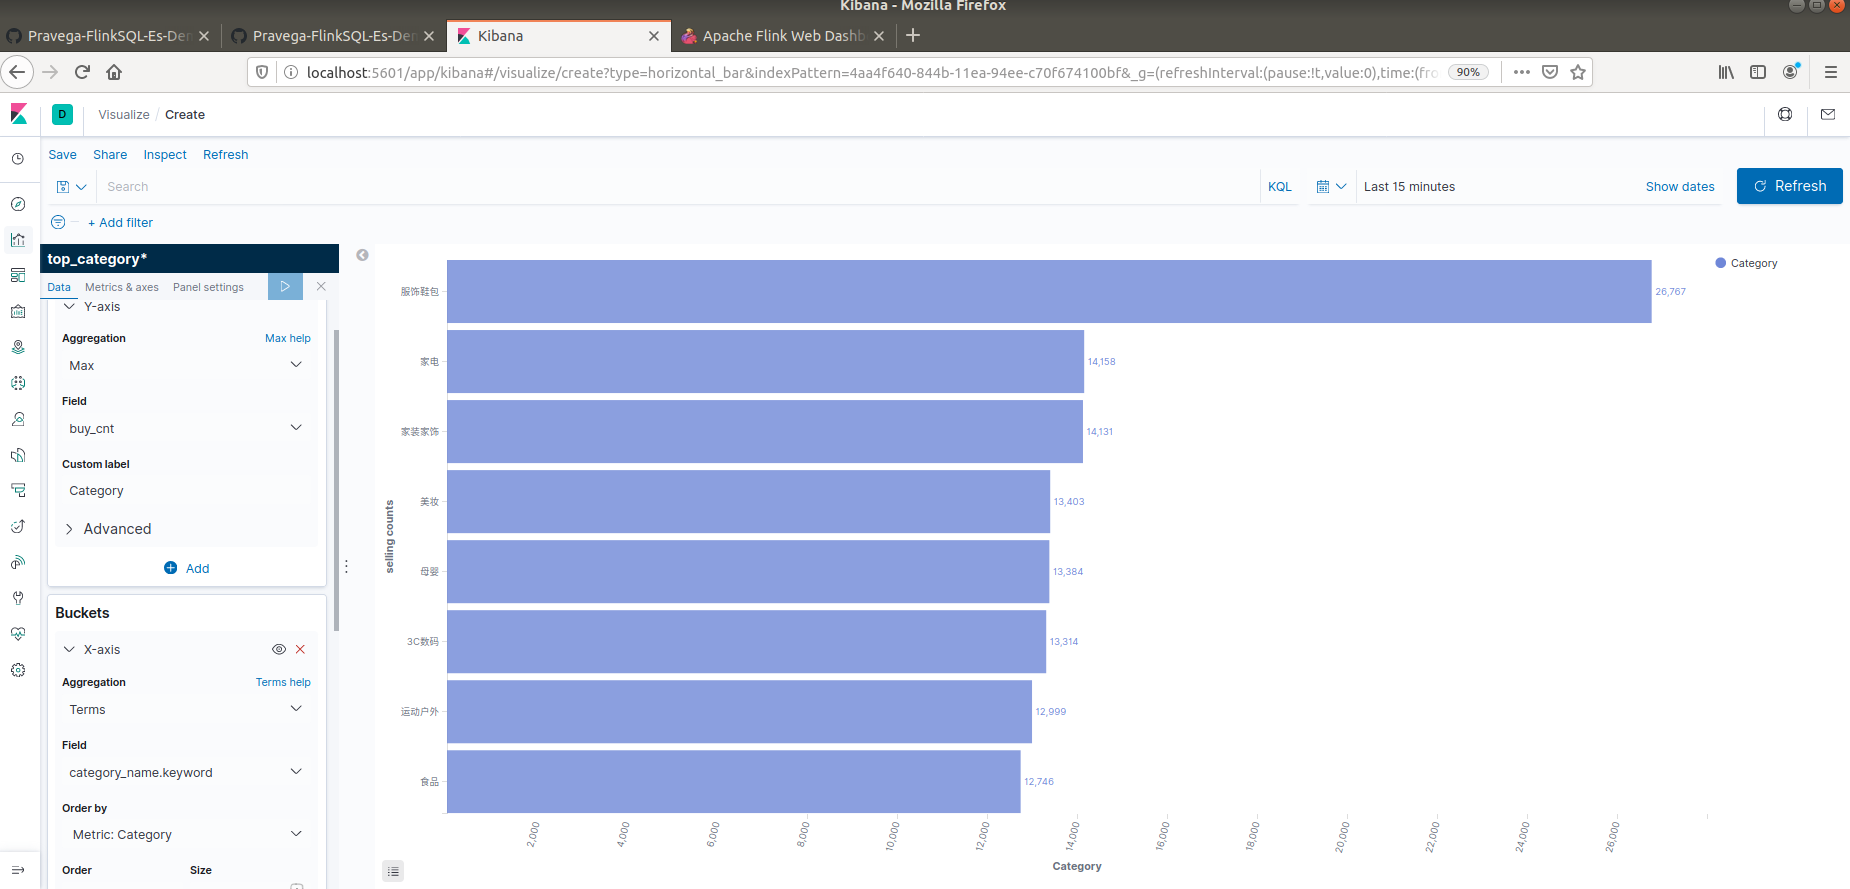 Kibana - Mozilla Firefox
Pravega-FlinkSQL-Es-Den
Pravega-FlinkSQL-Es-Den
Kibana
Apache Flink Web Dashb
localhost:5601/app/kibana#/visualize/create?type=horizontal_bar&indexPattern=4aa4f640-844b-11ea-94ee-c70f674100bf&_g=(refreshInterval:(pause:!t,value:0),time:(fro
90%
D
Visualize / Create
Save Share Inspect Refresh
Search
KQL
Last 15 minutes
Show dates
Refresh
+ Add filter
top_category*
Data Metrics & axes Panel settings
Y-axis
Aggregation Max help
Max
Field
buy_cnt
Custom label
Category
Advanced
Add
Buckets
X-axis
Aggregation Terms help
Terms
Field
category_name.keyword
Order by
Metric: Category
Order Size
Category
selling counts
服饰鞋包 26,767
家电 14,158
家装家饰 14,131
美妆 13,403
母婴 13,384
3C数码 13,314
运动户外 12,999
食品 12,746
2,000 4,000 6,000 8,000 10,000 12,000 14,000 16,000 18,000 20,000 22,000 24,000 26,000
Category